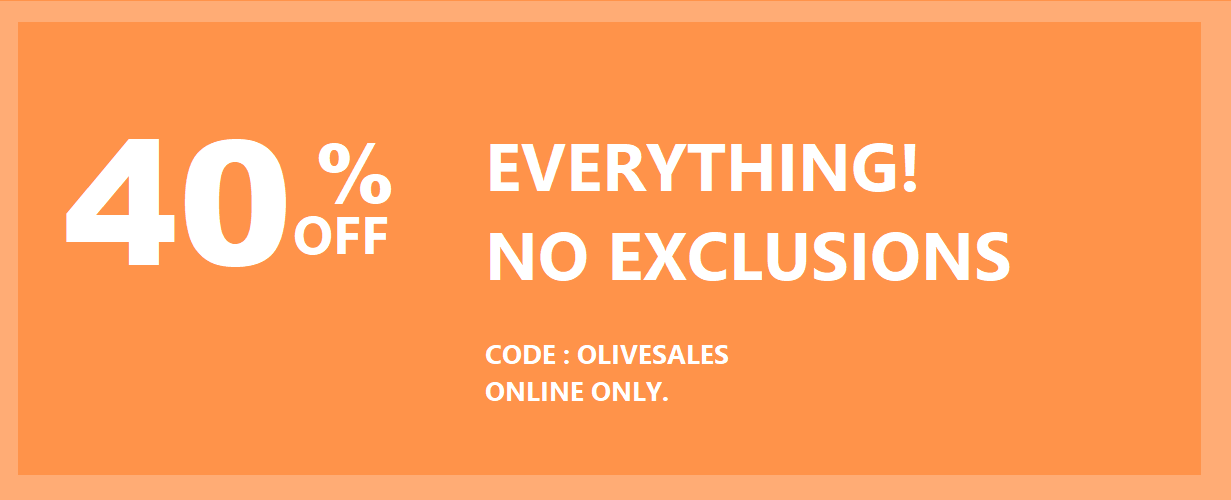 40% OFF
EVERYTHING!
NO EXCLUSIONS
CODE : OLIVESALES
ONLINE ONLY.